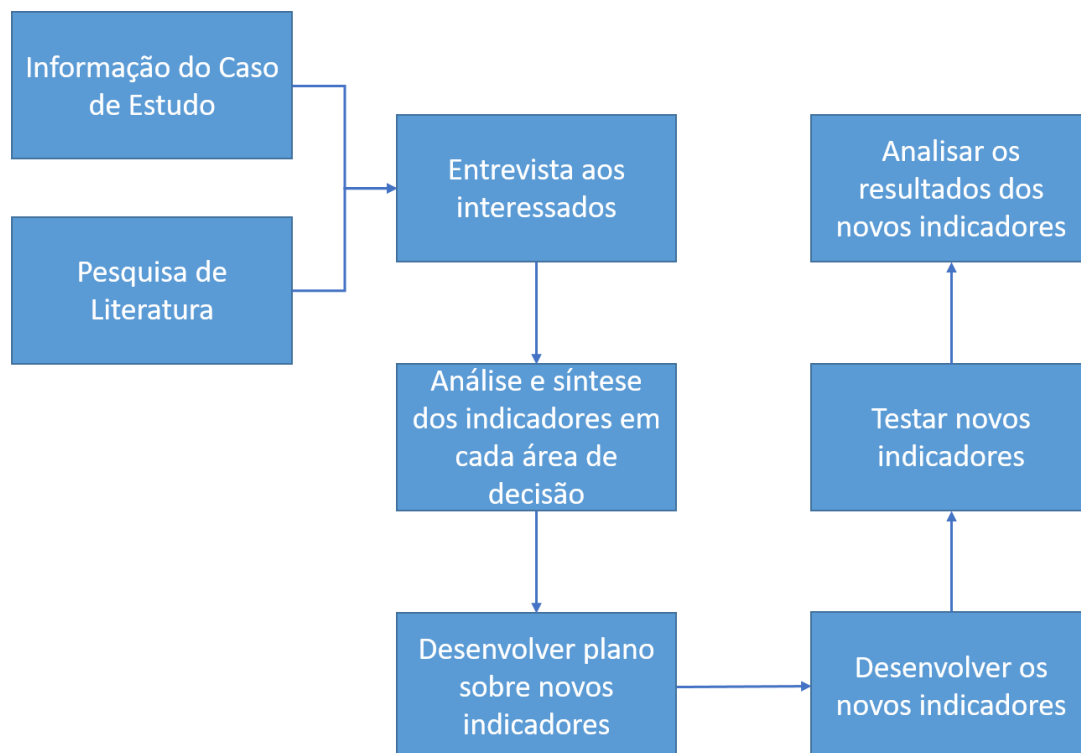 Informação do Caso
de Estudo
Pesquisa de
Literatura
Entrevista aos
interessados
Análise e síntese
dos indicadores em
cada área de
decisão
Desenvolver plano
sobre novos
indicadores
Desenvolver os
novos indicadores
Testar novos
indicadores
Analisar os
resultados dos
novos indicadores